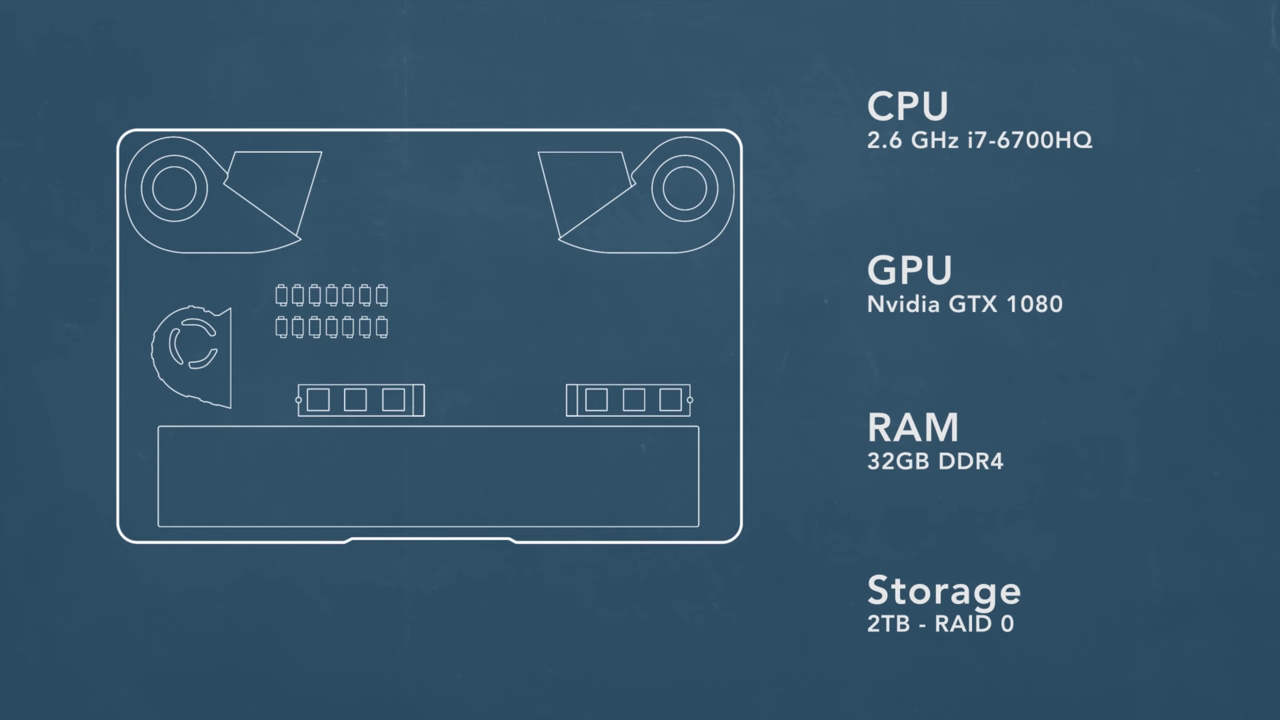 CPU
2.6 GHz i7-6700HQ
GPU
Nvidia GTX 1080
RAM
32GB DDR4
Storage
2TB - RAID 0